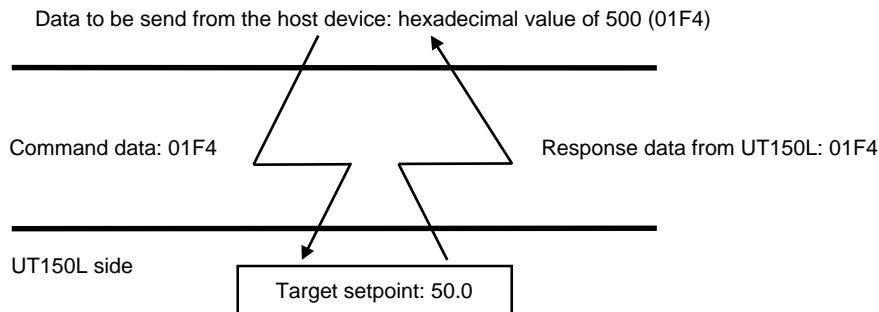 Data to be send from the host device: hexadecimal value of 500 (01F4)
Command data: 01F4
Response data from UT150L: 01F4
UT150L side
Target setpoint: 50.0